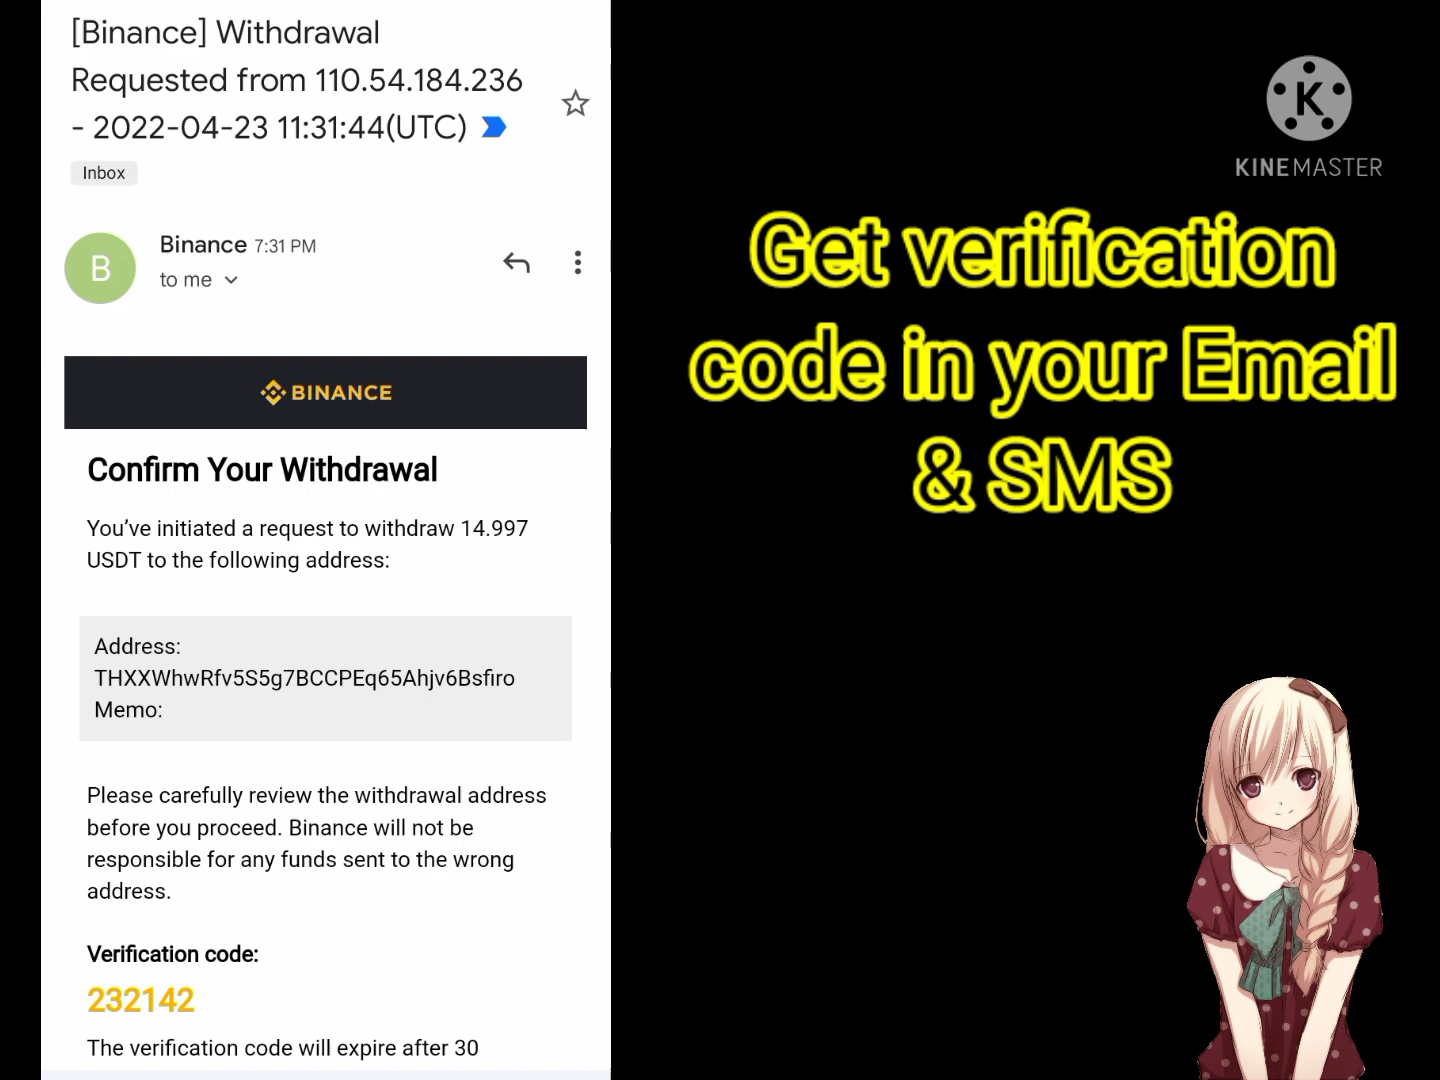 [Binance] Withdrawal
Requested from 110.54.184.236
- 2022-04-23 11:31:44(UTC)
Inbox
B
Binance 7:31 PM
to me
BINANCE
Confirm Your Withdrawal
You’ve initiated a request to withdraw 14.997
USDT to the following address:
Address:
THXXWhwRfv5S5g7BCCPEq65Ahjv6Bsfiro
Memo:
Please carefully review the withdrawal address
before you proceed. Binance will not be
responsible for any funds sent to the wrong
address.
Verification code:
232142
The verification code will expire after 30
K
KINEMASTER
Get verification
code in your Email
& SMS